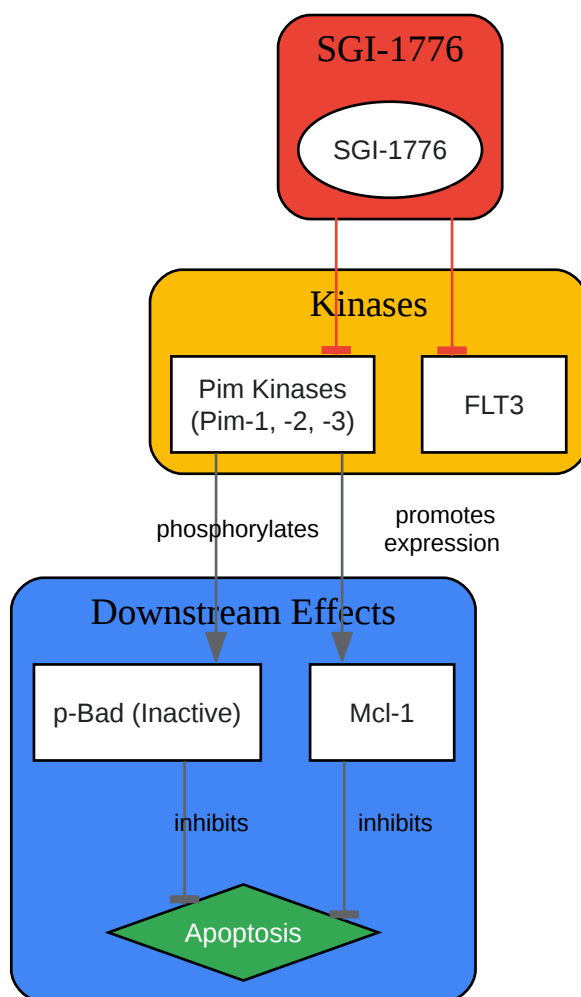 SGI-1776
SGI-1776
Kinases
Pim Kinases
(Pim-1, -2, -3)
FLT3
phosphorylates
promotes
expression
Downstream Effects
p-Bad (Inactive)
Mcl-1
inhibits
inhibits
Apoptosis